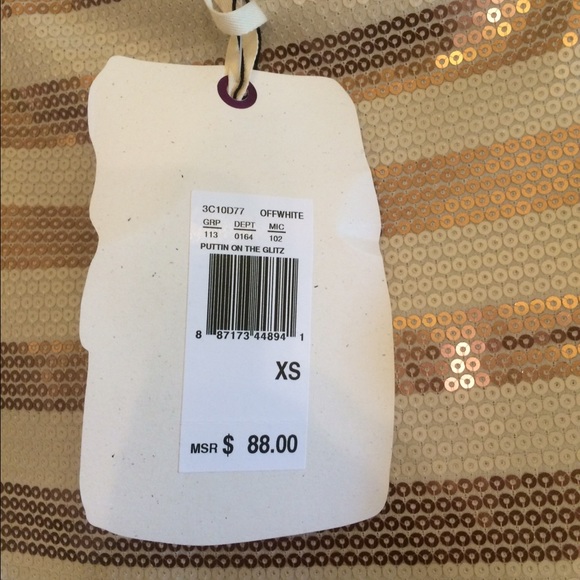 3C10D77 OFFWHITE
GRP DEPT MIC
113 0164 102
PUTTIN ON THE GLITZ
8 87173 44894 1
XS
MSR $ 88.00